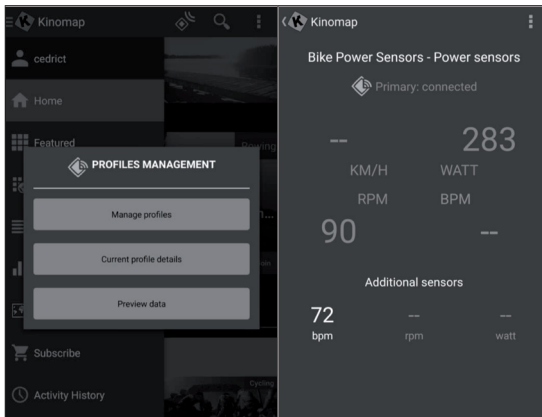 Kinomap
cedrict
Home
Featured
Rowing
PROFILES MANAGEMENT
Manage profiles
Current profile details
Preview data
Subscribe
Cycling
Activity History
Kinomap
Bike Power Sensors - Power sensors
Primary: connected
-- 283
KM/H WATT
RPM BPM
90 --
Additional sensors
72 -- --
bpm rpm watt